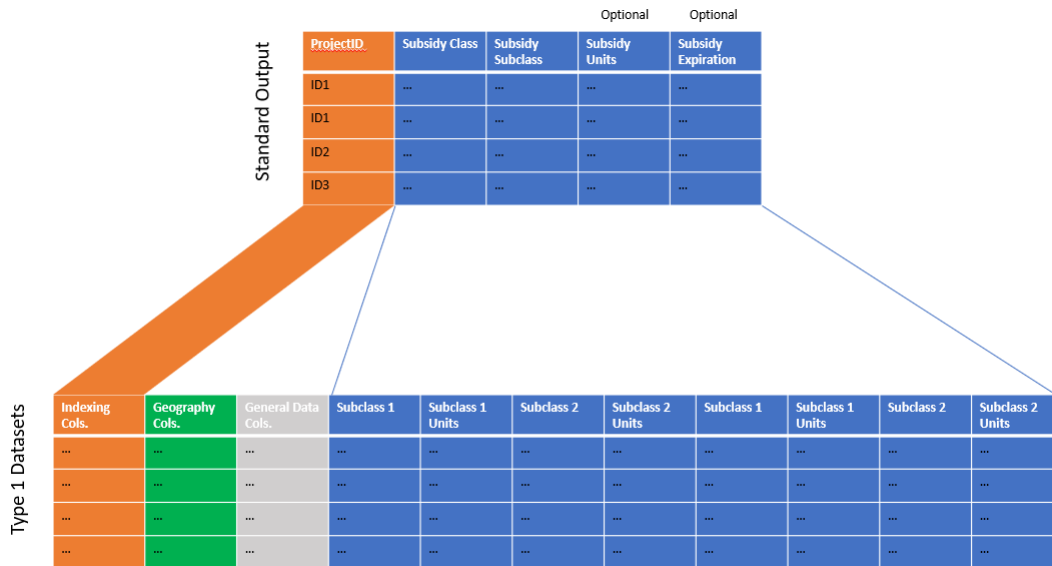 Optional Optional
Standard Output
ProjectID Subsidy Class Subsidy Subsidy Subsidy
Subclass Units Expiration
ID1 ... ... ... ...
ID1 ... ... ... ...
ID2 ... ... ... ...
ID3 ... ... ... ...
Type 1 Datasets
Indexing Geography General Data Subclass 1 Subclass 1 Subclass 2 Subclass 2 Subclass 1 Subclass 1 Subclass 2 Subclass 2
Cols. Cols. Cols. Units Units Units Units
... ... ... ... ... ... ... ... ... ... ...
... ... ... ... ... ... ... ... ... ... ...
... ... ... ... ... ... ... ... ... ... ...
... ... ... ... ... ... ... ... ... ... ...